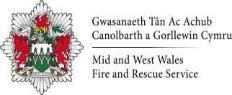 Gwasanaeth Tân Ac Achub
Canolbarth a Gorllewin Cymru
Mid and West Wales
Fire and Rescue Service